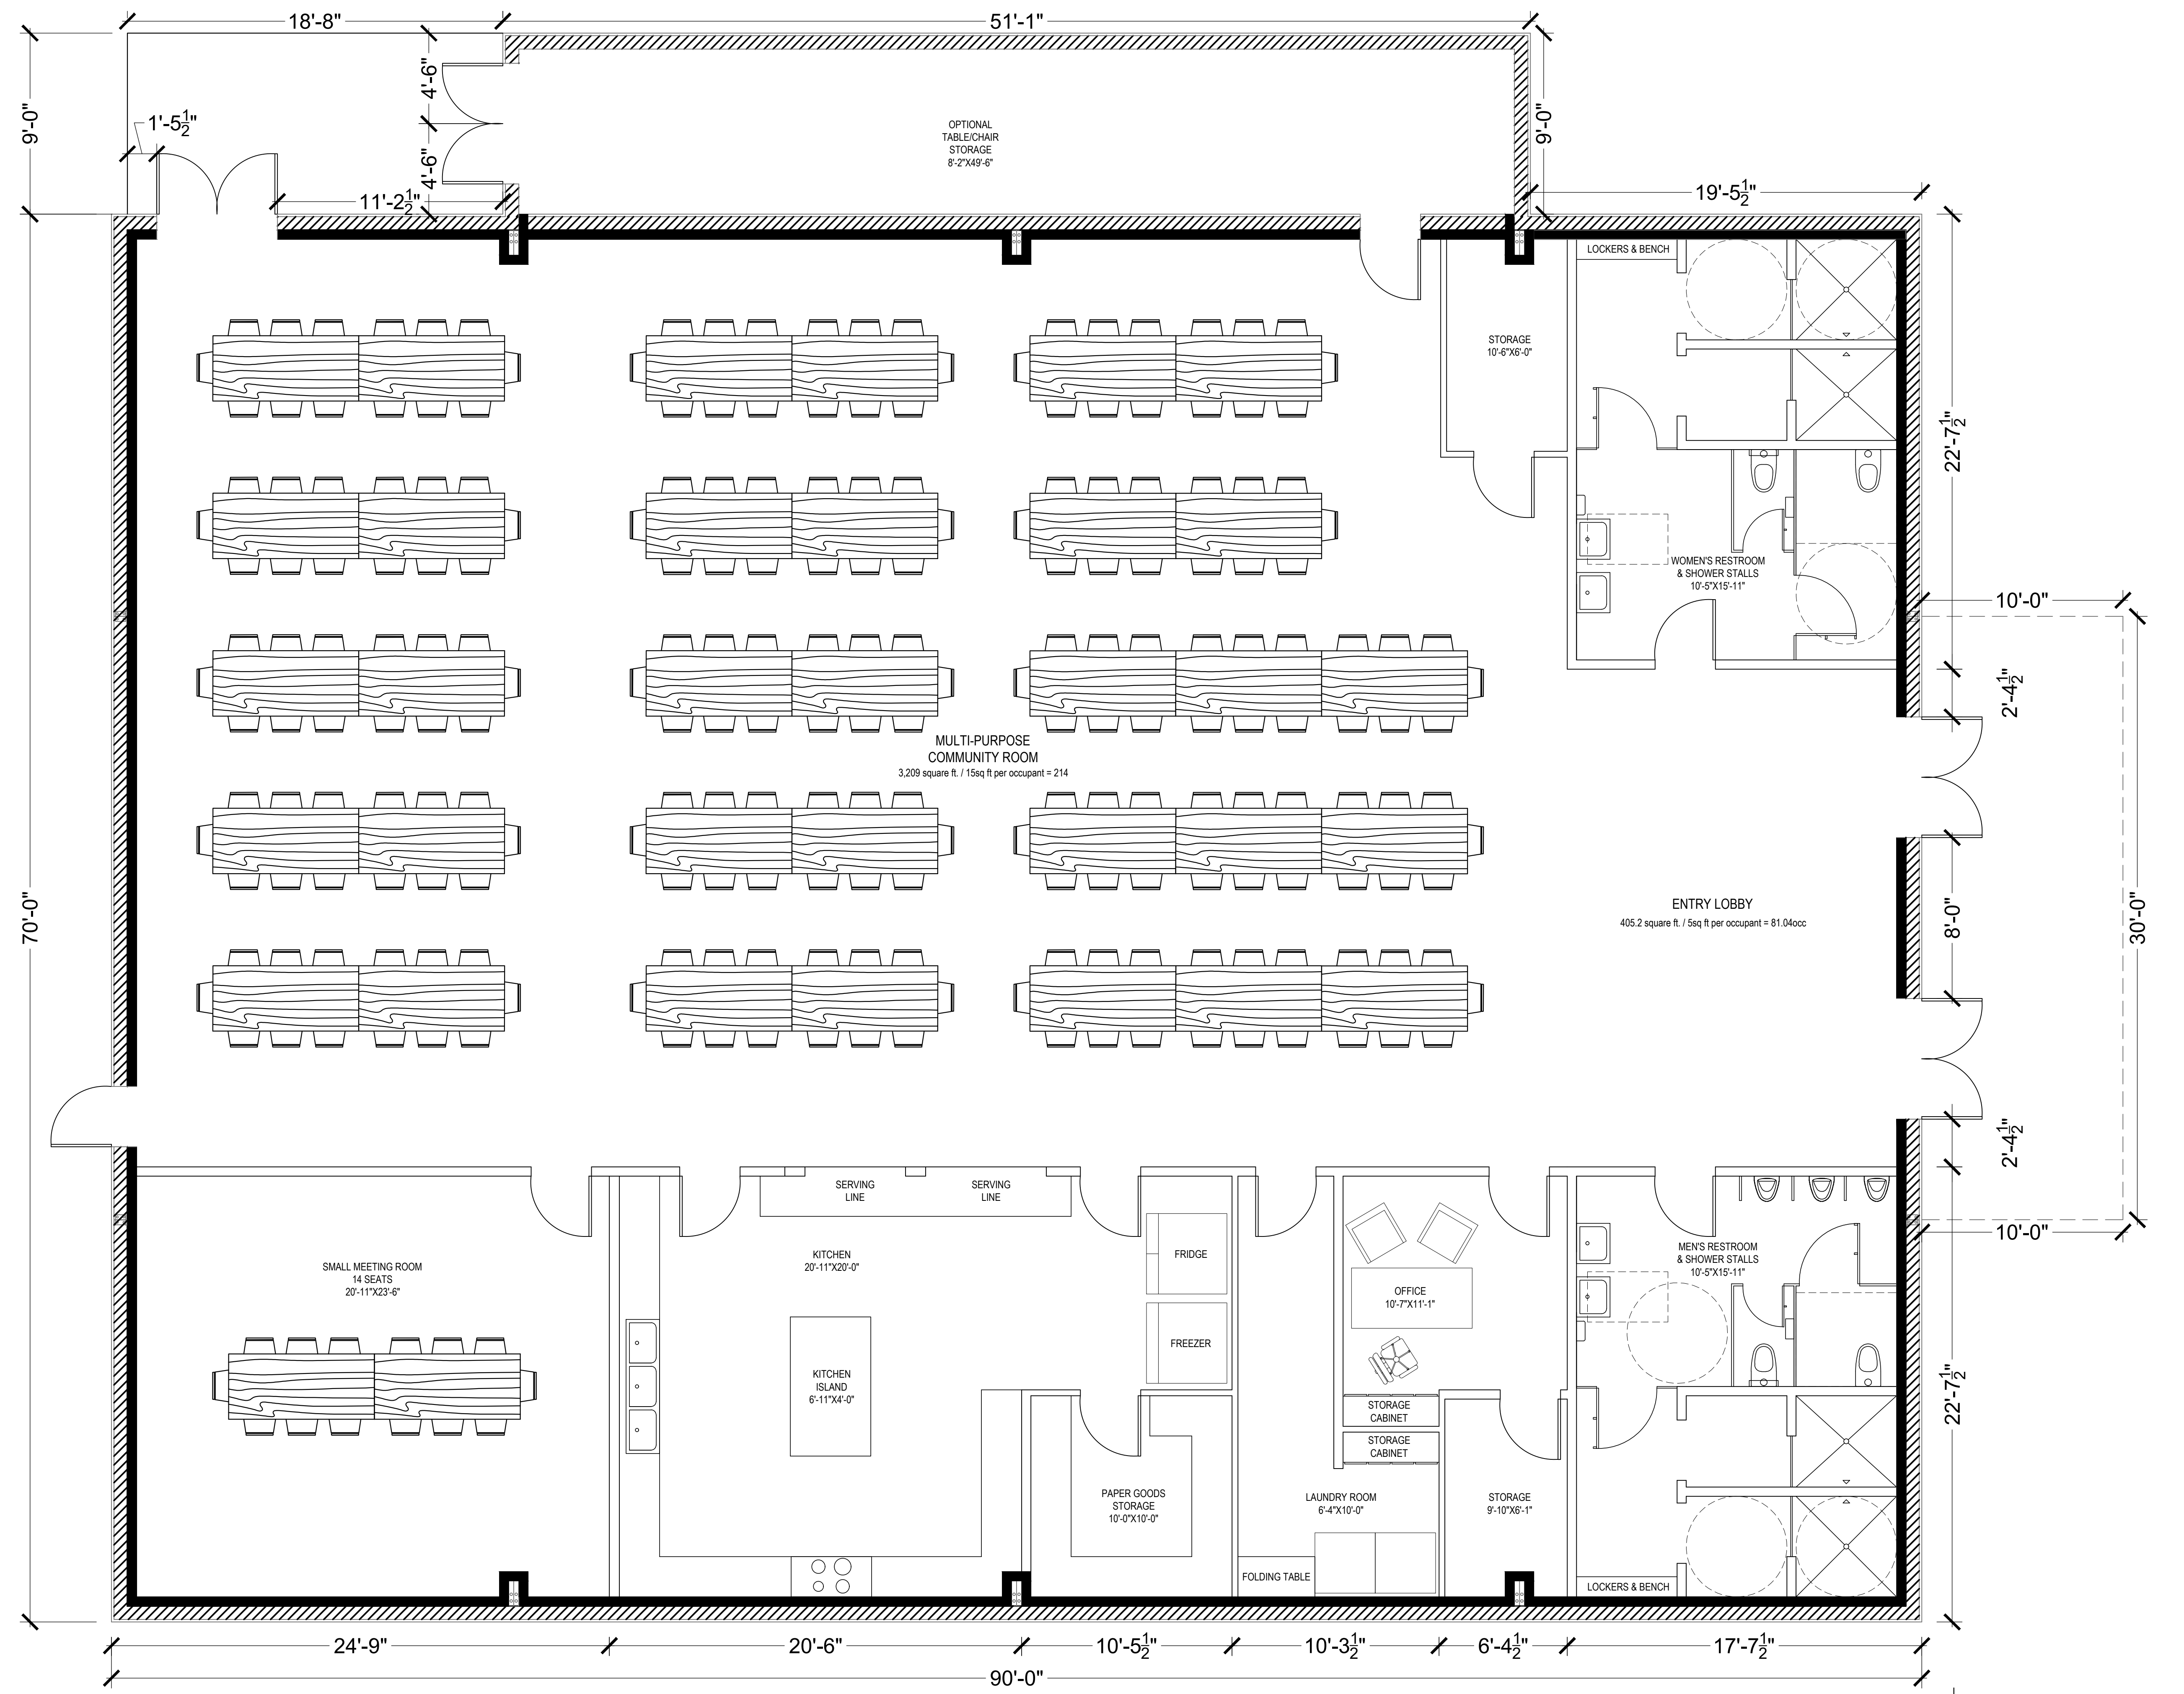 18'-8"
51'-1"
9'-0"
4'-6"
4'-6"
1'-5½"
11'-2½"
9'-0"
19'-5½"
OPTIONAL
TABLE/CHAIR
STORAGE
8'-2"X49'-6"
LOCKERS & BENCH
STORAGE
10'-6"X6'-0"
22'-7½"
WOMEN'S RESTROOM
& SHOWER STALLS
10'-5"X15'-11"
10'-0"
2'-4½"
MULTI-PURPOSE
COMMUNITY ROOM
3,209 square ft. / 15sq ft per occupant = 214
70'-0"
ENTRY LOBBY
405.2 square ft. / 5sq ft per occupant = 81.04occ
8'-0"
30'-0"
2'-4½"
10'-0"
SERVING
LINE
SERVING
LINE
SMALL MEETING ROOM
14 SEATS
20'-11"X23'-6"
KITCHEN
20'-11"X20'-0"
FRIDGE
FREEZER
KITCHEN
ISLAND
6'-11"X4'-0"
OFFICE
10'-7"X11'-1"
MEN'S RESTROOM
& SHOWER STALLS
10'-5"X15'-11"
22'-7½"
STORAGE
CABINET
STORAGE
CABINET
PAPER GOODS
STORAGE
10'-0"X10'-0"
LAUNDRY ROOM
6'-4"X10'-0"
STORAGE
9'-10"X6'-1"
FOLDING TABLE
LOCKERS & BENCH
24'-9"
20'-6"
10'-5½"
10'-3½"
6'-4½"
17'-7½"
90'-0"